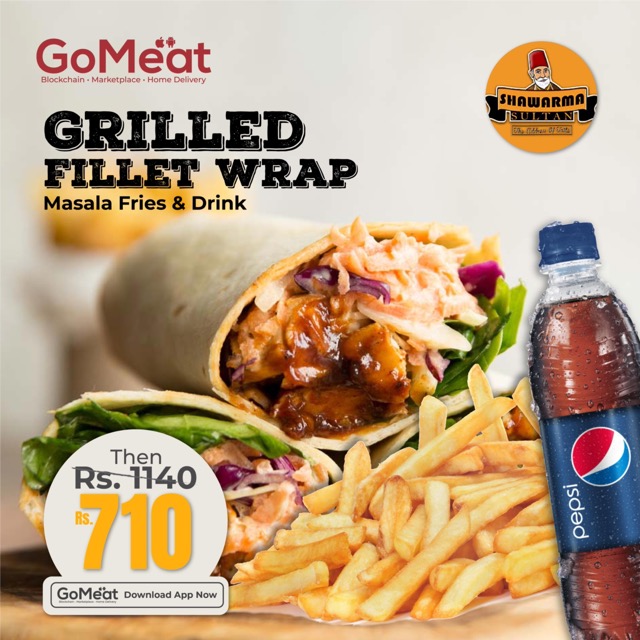 GoMeat
Blockchain • Marketplace • Home Delivery
SHAWARMA
SULTAN
GRILLED
FILLET WRAP
Masala Fries & Drink
pepsi
Then
Rs. 1140
Rs. 710
GoMeat Download App Now